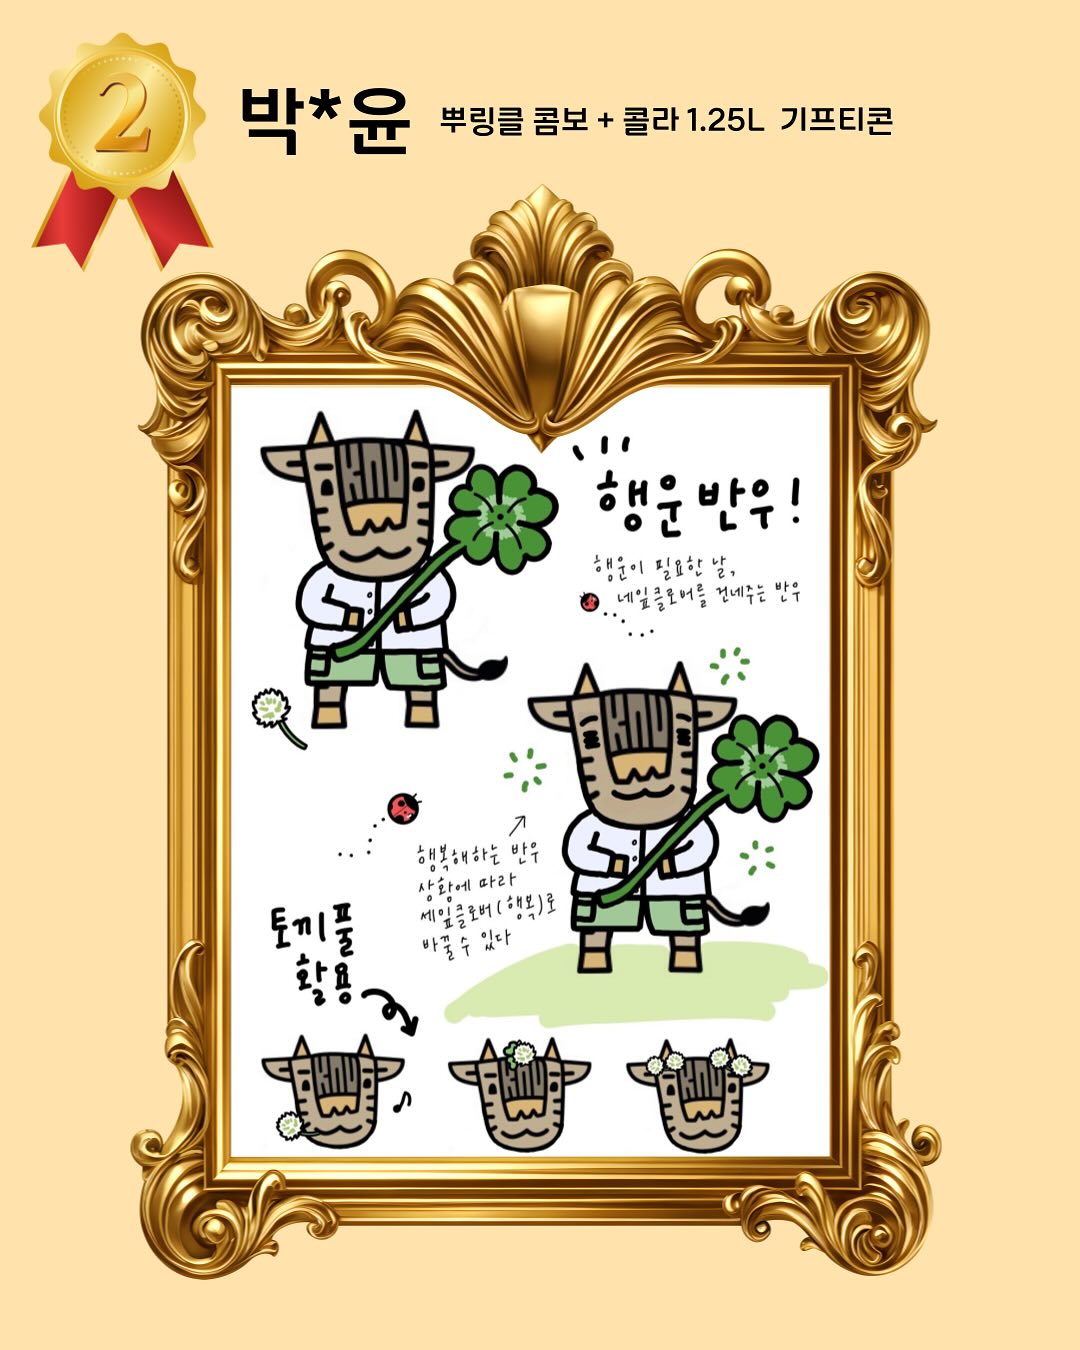 2
박*윤 뿌링클 콤보 + 콜라 1.25L 기프티콘
KNU
행운 반우!
행운이 필요한 날,
네잎클로버를 건네주는 반우
KNU
행복해하는 반우
상황에 따라
세잎클로버(행복)로
바꿀 수 있다
토끼풀
활용
KNU
KNU
KNU